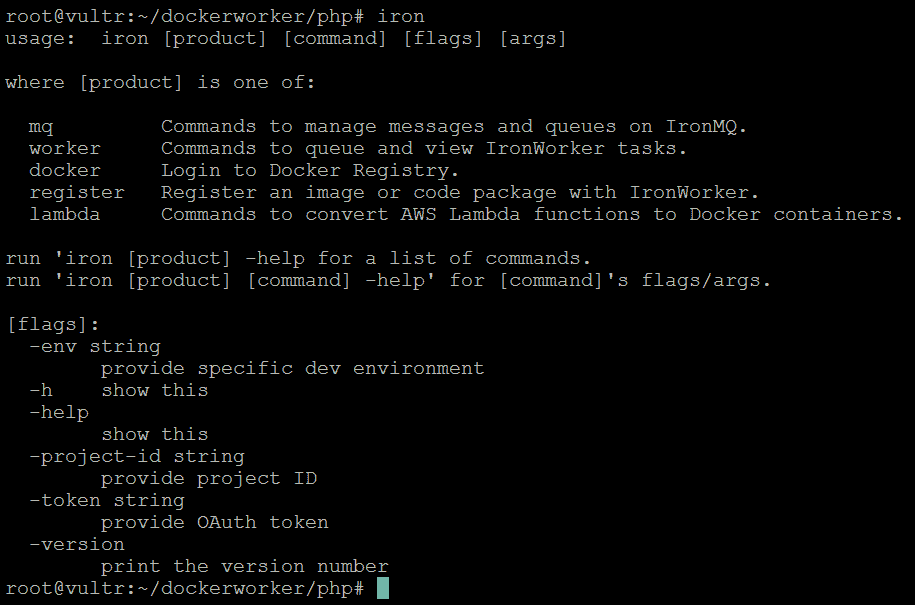 root@vultr:~/dockerworker/php# iron
usage:  iron [product] [command] [flags] [args]

where [product] is one of:

  mq         Commands to manage messages and queues on IronMQ.
  worker     Commands to queue and view IronWorker tasks.
  docker     Login to Docker Registry.
  register   Register an image or code package with IronWorker.
  lambda     Commands to convert AWS Lambda functions to Docker containers.

run 'iron [product] -help for a list of commands.
run 'iron [product] [command] -help' for [command]'s flags/args.

[flags]:
  -env string
        provide specific dev environment
  -h    show this
  -help
        show this
  -project-id string
        provide project ID
  -token string
        provide OAuth token
  -version
        print the version number
root@vultr:~/dockerworker/php#